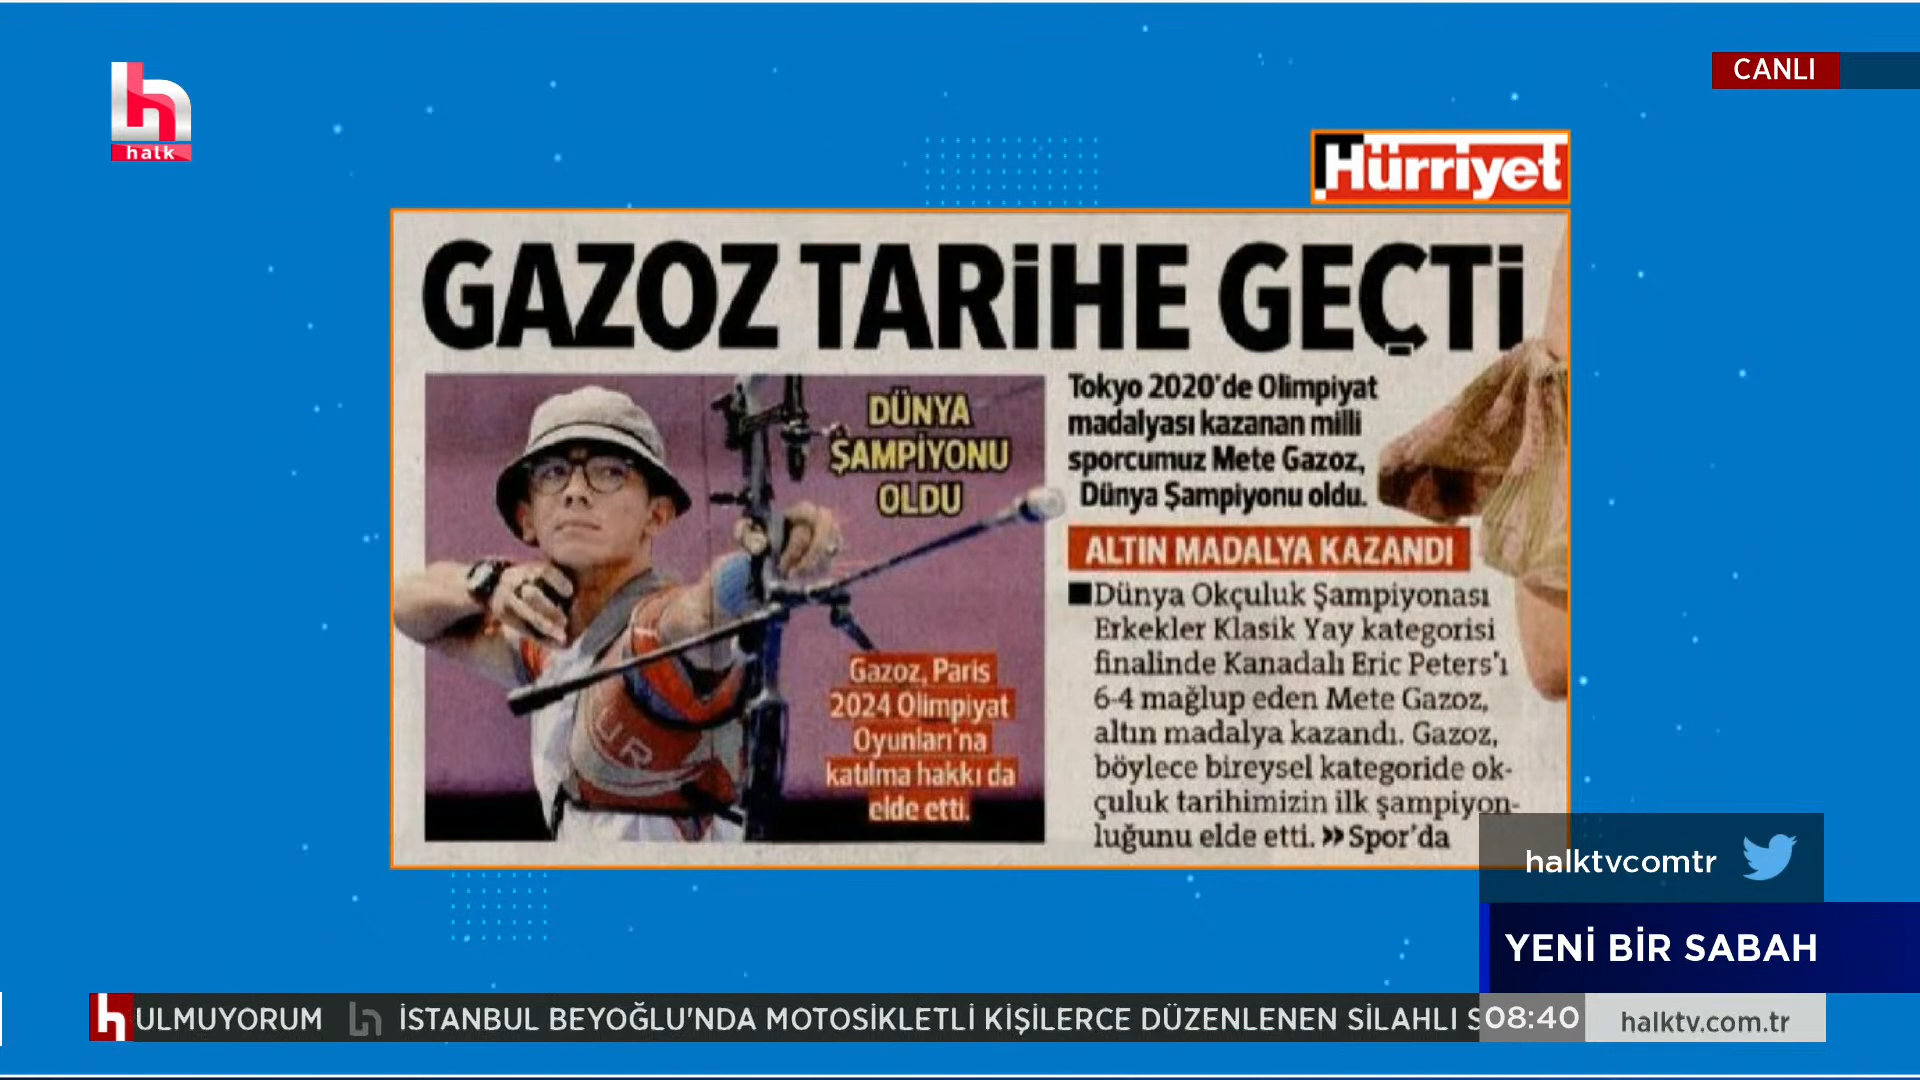 halk
CANLI
Hürriyet
GAZOZ TARİHE GEÇTİ
DÜNYA
ŞAMPİYONU
OLDU
Gazoz, Paris
2024 Olimpiyat
Oyunları'na
katılma hakkı da
elde etti.
UR
Tokyo 2020'de Olimpiyat
madalyası kazanan milli
sporcumuz Mete Gazoz,
Dünya Şampiyonu oldu.
ALTIN MADALYA KAZANDI
■Dünya Okçuluk Şampiyonası
Erkekler Klasik Yay kategorisi
finalinde Kanadalı Eric Peters'ı
6-4 mağlup eden Mete Gazoz,
altın madalya kazandı. Gazoz,
böylece bireysel kategoride ok-
çuluk tarihimizin ilk şampiyon-
luğunu elde etti. »Spor'da
halktvcomtr
YENİ BİR SABAH
ULMUYORUM İSTANBUL BEYOĞLU'NDA MOTOSİKLETLİ KİŞİLERCE DÜZENLENEN SİLAHLI S
08:40
halktv.com.tr